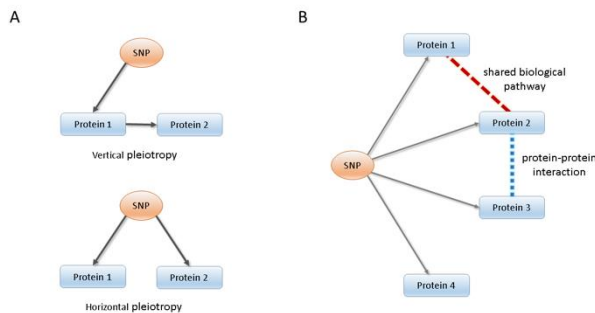 A
SNP
Protein 1
Protein 2
Vertical pleiotropy
SNP
Protein 1
Protein 2
Horizontal pleiotropy
B
Protein 1
shared biological
pathway
Protein 2
protein-protein
interaction
SNP
Protein 3
Protein 4